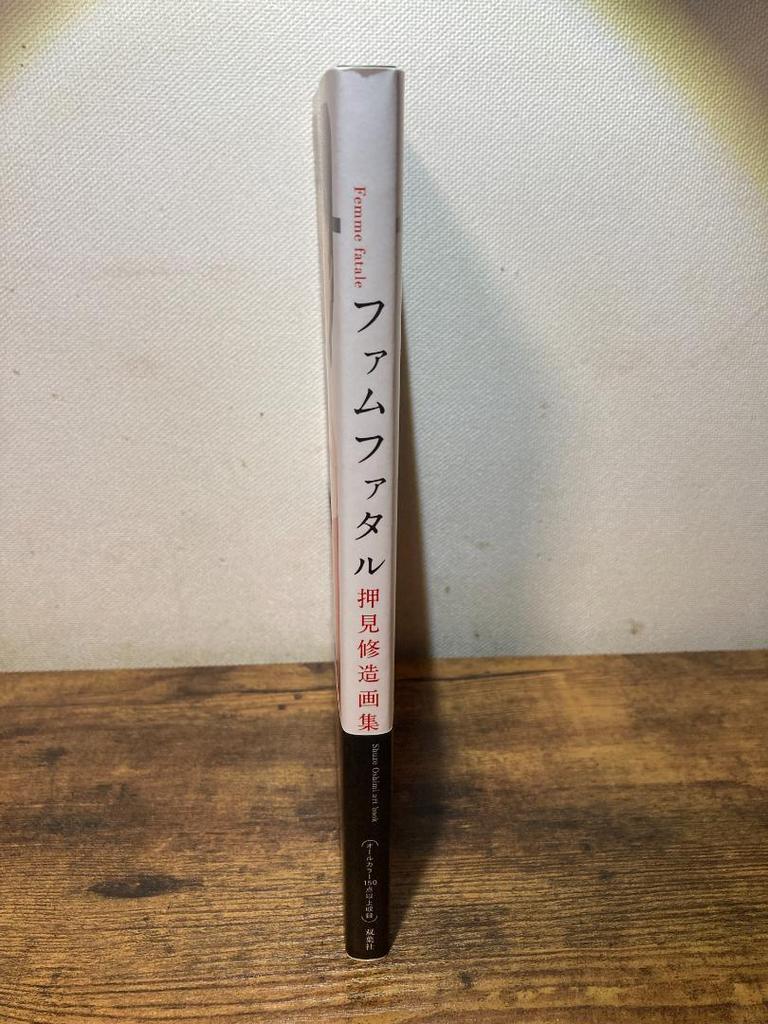 Femme fatale
ファムファタル
押見修造画集
Shuzo Oshimi art book
(オールカラー150点以上収録)
双葉社